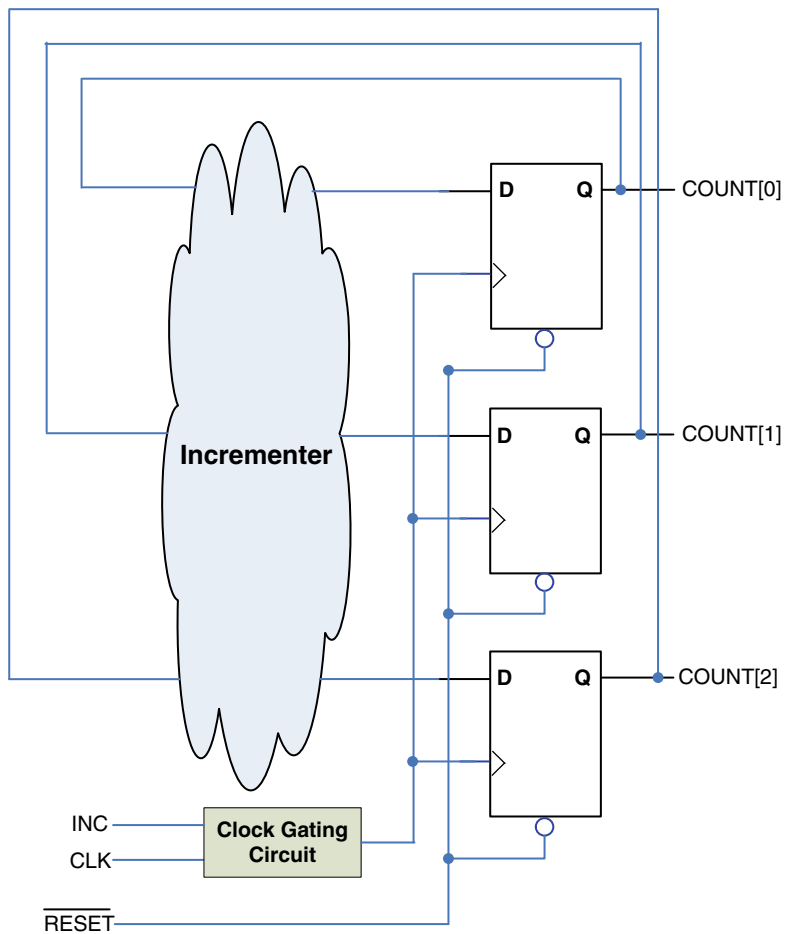 D Q COUNT[0]
D Q COUNT[1]
Incrementer
D Q COUNT[2]
INC
Clock Gating
Circuit
CLK
RESET